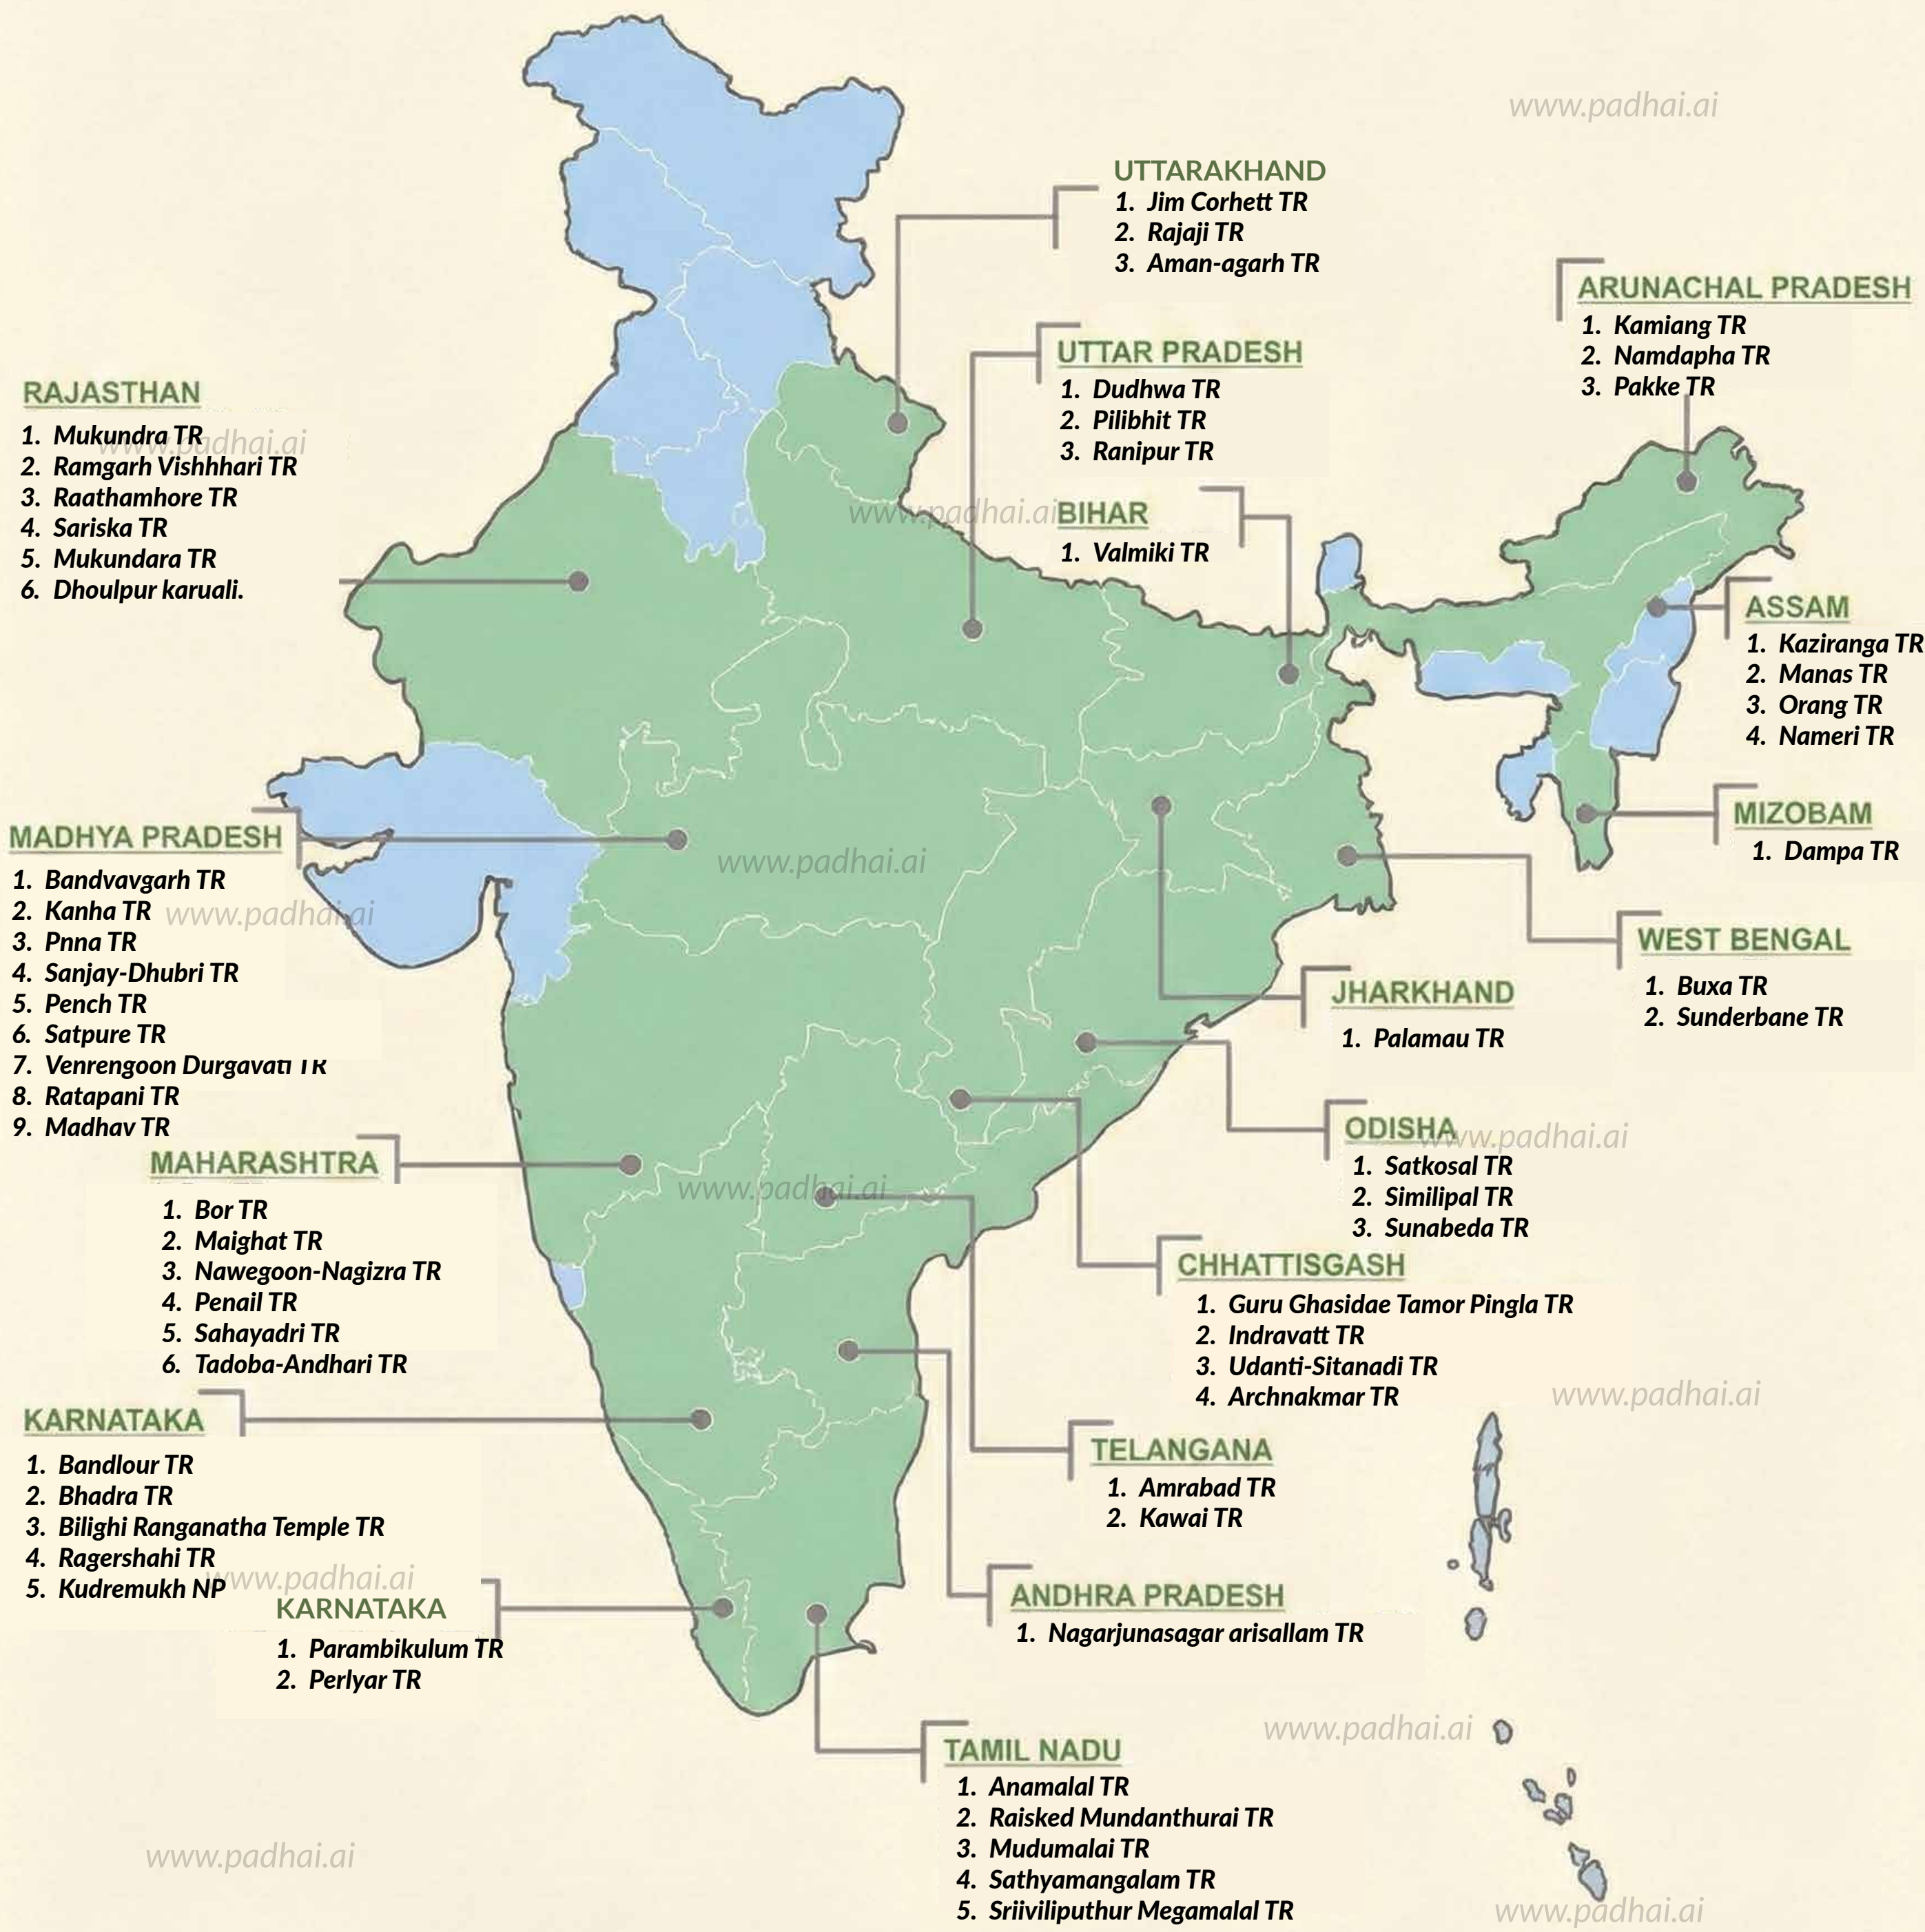 www.padhai.ai
UTTARAKHAND
1. Jim Corhett TR
2. Rajaji TR
3. Aman-agarh TR
ARUNACHAL PRADESH
1. Kamiang TR
2. Namdapha TR
3. Pakke TR
UTTAR PRADESH
1. Dudhwa TR
2. Pilibhit TR
3. Ranipur TR
RAJASTHAN
1. Mukundra TR
www.padhai.ai
2. Ramgarh Vishhhari TR
3. Raathamhore TR
4. Sariska TR
5. Mukundara TR
6. Dhoulpur karuali.
www.padhai.ai
BIHAR
1. Valmiki TR
ASSAM
1. Kaziranga TR
2. Manas TR
3. Orang TR
4. Nameri TR
MIZOBAM
1. Dampa TR
MADHYA PRADESH
1. Bandvavgarh TR
2. Kanha TR
www.padhai.ai
3. Pnna TR
4. Sanjay-Dhubri TR
5. Pench TR
6. Satpure TR
7. Venrengoon Durgavati TR
8. Ratapani TR
9. Madhav TR
www.padhai.ai
WEST BENGAL
1. Buxa TR
2. Sunderbane TR
JHARKHAND
1. Palamau TR
ODISHA
www.padhai.ai
1. Satkosal TR
2. Similipal TR
3. Sunabeda TR
MAHARASHTRA
1. Bor TR
2. Maighat TR
3. Nawegoon-Nagizra TR
4. Penail TR
5. Sahayadri TR
6. Tadoba-Andhari TR
www.padhai.ai
CHHATTISGASH
1. Guru Ghasidae Tamor Pingla TR
2. Indravatt TR
3. Udanti-Sitanadi TR
4. Archnakmar TR
www.padhai.ai
KARNATAKA
1. Bandlour TR
2. Bhadra TR
3. Bilighi Ranganatha Temple TR
4. Ragershahi TR
5. Kudremukh NP
www.padhai.ai
TELANGANA
1. Amrabad TR
2. Kawai TR
KARNATAKA
1. Parambikulum TR
2. Perlyar TR
ANDHRA PRADESH
1. Nagarjunasagar arisallam TR
www.padhai.ai
TAMIL NADU
1. Anamalal TR
2. Raisked Mundanthurai TR
3. Mudumalai TR
4. Sathyamangalam TR
5. Sriiviliputhur Megamalal TR
www.padhai.ai
www.padhai.ai